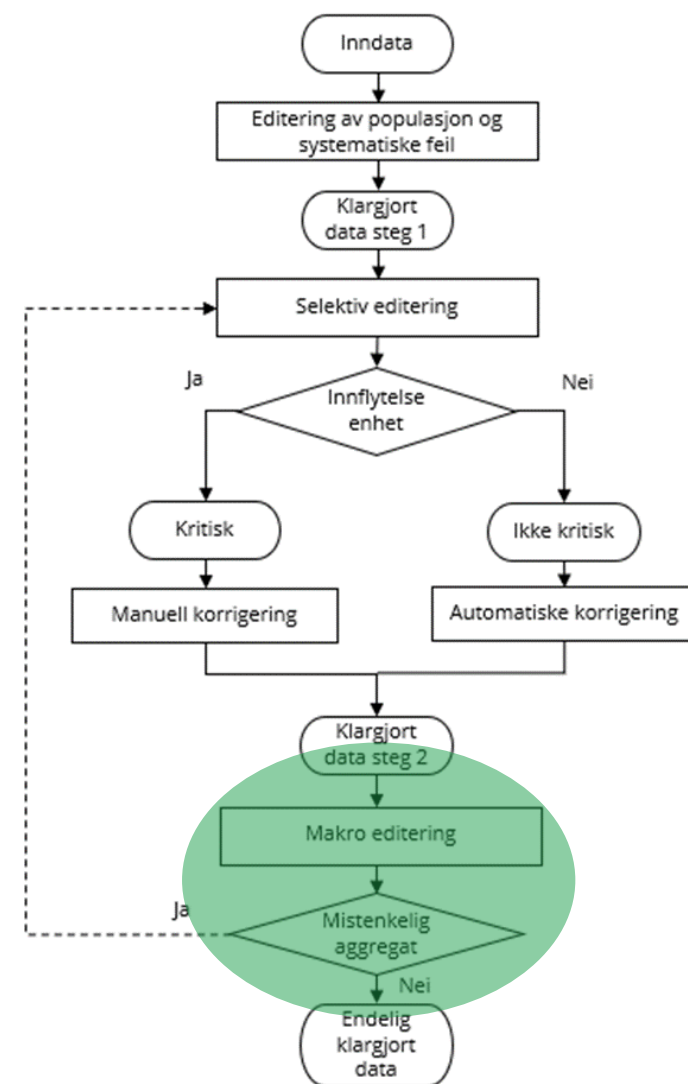 Inndata
Editering av populasjon og
systematiske feil
Klargjort
data steg 1
Selektiv editering
Ja
Nei
Innflytelse
enhet
Kritisk
Ikke kritisk
Manuell korrigering
Automatiske korrigering
Klargjort
data steg 2
Makro editering
Ja
Mistenkelig
aggregat
Nei
Endelig
klargjort
data